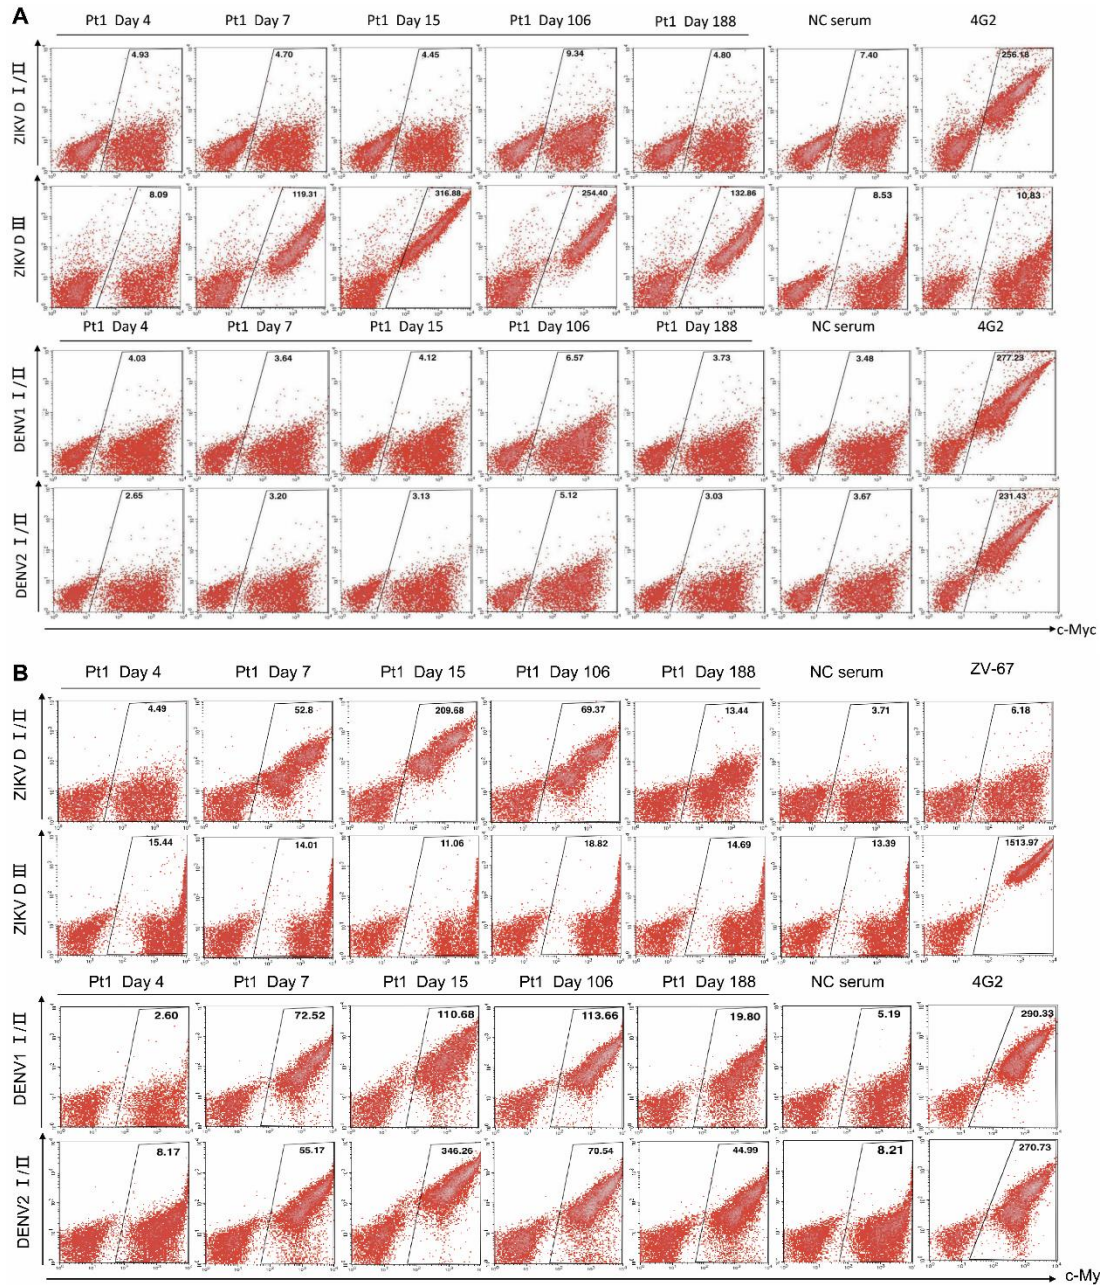 A
Pt1 Day 4 Pt1 Day 7 Pt1 Day 15 Pt1 Day 106 Pt1 Day 188 NC serum 4G2
ZIKV D I/II
4.93 4.70 4.45 9.34 4.80 7.40 256.18
ZIKV D III
8.09 119.31 316.88 254.40 132.86 8.53 10.83
Pt1 Day 4 Pt1 Day 7 Pt1 Day 15 Pt1 Day 106 Pt1 Day 188 NC serum 4G2
DENV1 I/II
4.03 3.64 4.12 6.57 3.73 3.48 277.23
DENV2 I/II
2.65 3.20 3.13 5.12 3.03 3.67 231.43
c-Myc
B
Pt1 Day 4 Pt1 Day 7 Pt1 Day 15 Pt1 Day 106 Pt1 Day 188 NC serum ZV-67
ZIKV D I/II
4.49 52.8 209.68 69.37 13.44 3.71 6.18
ZIKV D III
15.44 14.01 11.06 18.82 14.69 13.39 1513.97
Pt1 Day 4 Pt1 Day 7 Pt1 Day 15 Pt1 Day 106 Pt1 Day 188 NC serum 4G2
DENV1 I/II
2.60 72.52 110.68 113.66 19.80 5.19 290.33
DENV2 I/II
8.17 55.17 346.26 70.54 44.99 8.21 270.73
c-My